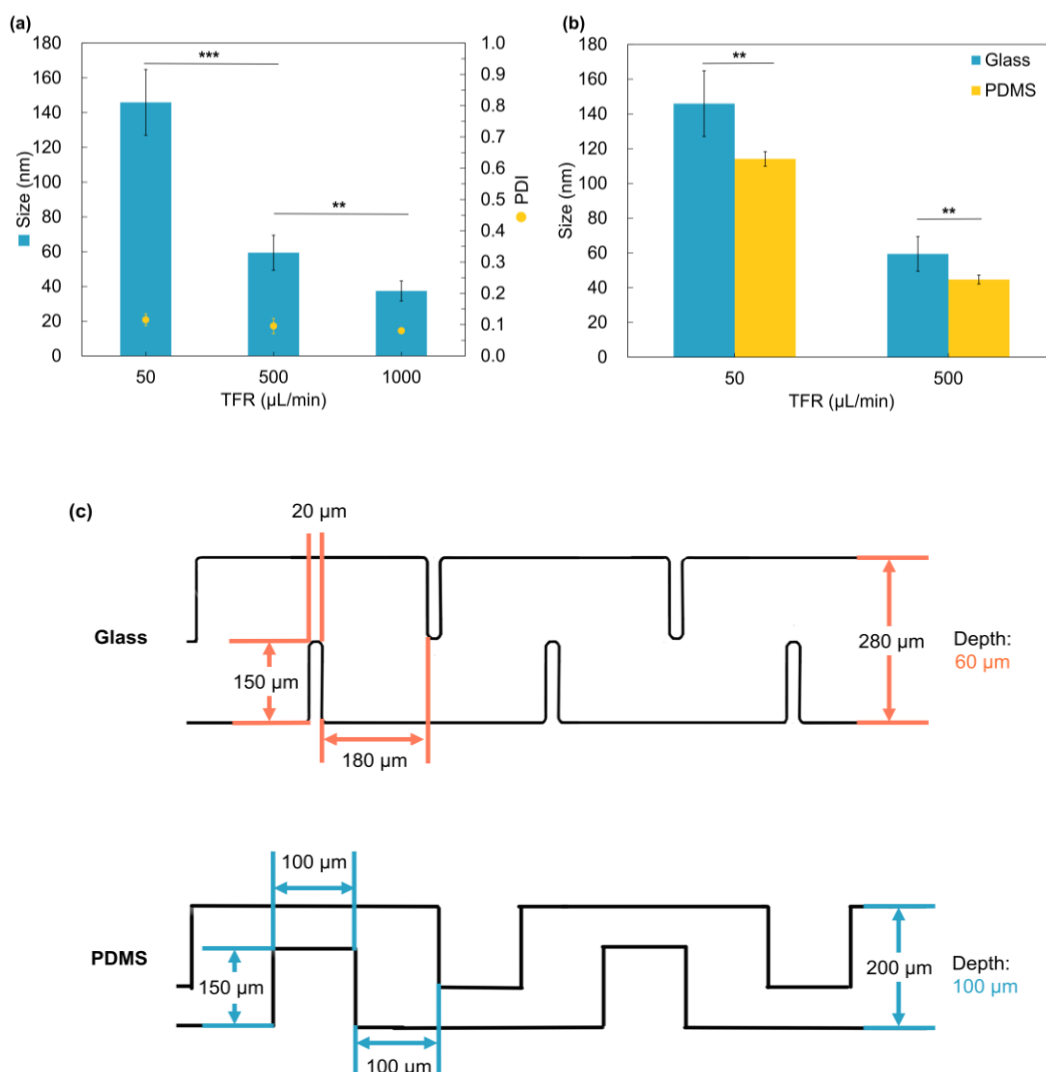 (a)
180
160
140
120
100
80
60
40
20
0
Size (nm)
***
**
1.0
0.9
0.8
0.7
0.6
0.5
0.4
0.3
0.2
0.1
0.0
PDI
50 500 1000
TFR (µL/min)
(b)
180
160
140
120
100
80
60
40
20
0
Size (nm)
**
**
Glass
PDMS
50 500
TFR (µL/min)
(c)
20 µm
Glass
150 µm
180 µm
280 µm
Depth:
60 µm
100 µm
PDMS
150 µm
100 µm
200 µm
Depth:
100 µm